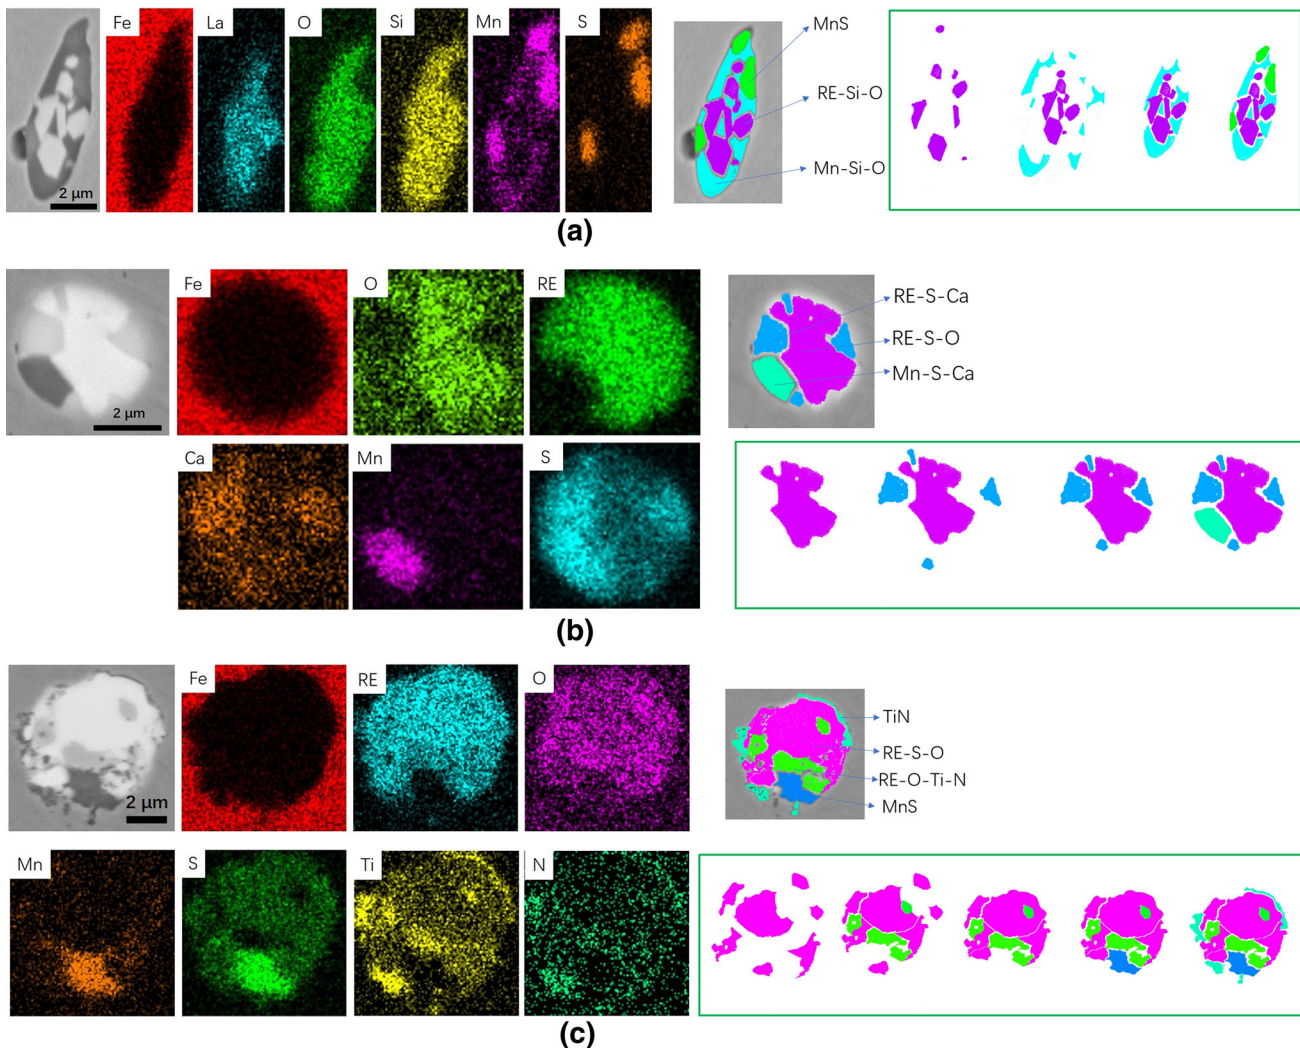 Fe
La
O
Si
Mn
S
MnS
RE-Si-O
Mn-Si-O
2 μm
(a)
Fe
O
RE
RE-S-Ca
RE-S-O
Mn-S-Ca
2 μm
Ca
Mn
S
(b)
Fe
RE
O
TiN
RE-S-O
RE-O-Ti-N
MnS
2 μm
Mn
S
Ti
N
(c)